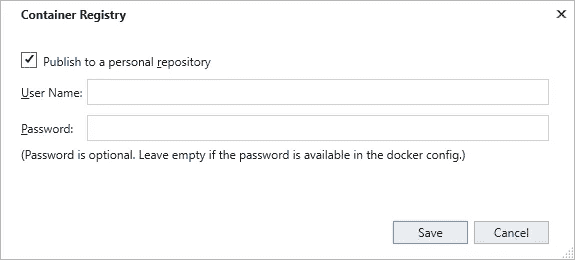 Container Registry
Publish to a personal repository
User Name:
Password:
(Password is optional. Leave empty if the password is available in the docker config.)
Save Cancel